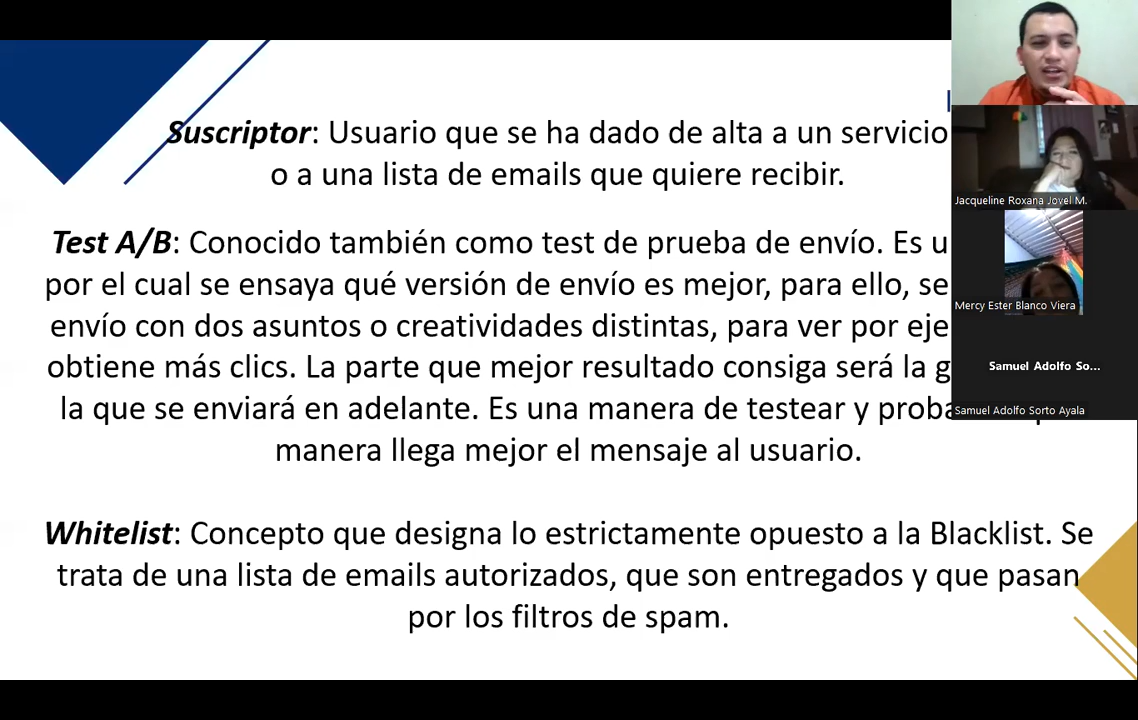 Suscriptor: Usuario que se ha dado de alta a un servicio
o a una lista de emails que quiere recibir.
Test A/B: Conocido también como test de prueba de envío. Es
por el cual se ensaya qué versión de envío es mejor, para ello, se
envío con dos asuntos o creatividades distintas, para ver por
obtiene más clics. La parte que mejor resultado consiga será la
la que se enviará en adelante. Es una manera de testear y
manera llega mejor el mensaje al usuario.
Whitelist: Concepto que designa lo estrictamente opuesto a la Blacklist. Se
trata de una lista de emails autorizados, que son entregados y que pasan
por los filtros de spam.
Jacqueline Roxana Jovel M.
Mercy Ester Blanco Viera
Samuel Adolfo So...
Samuel Adolfo Sorto Ayala